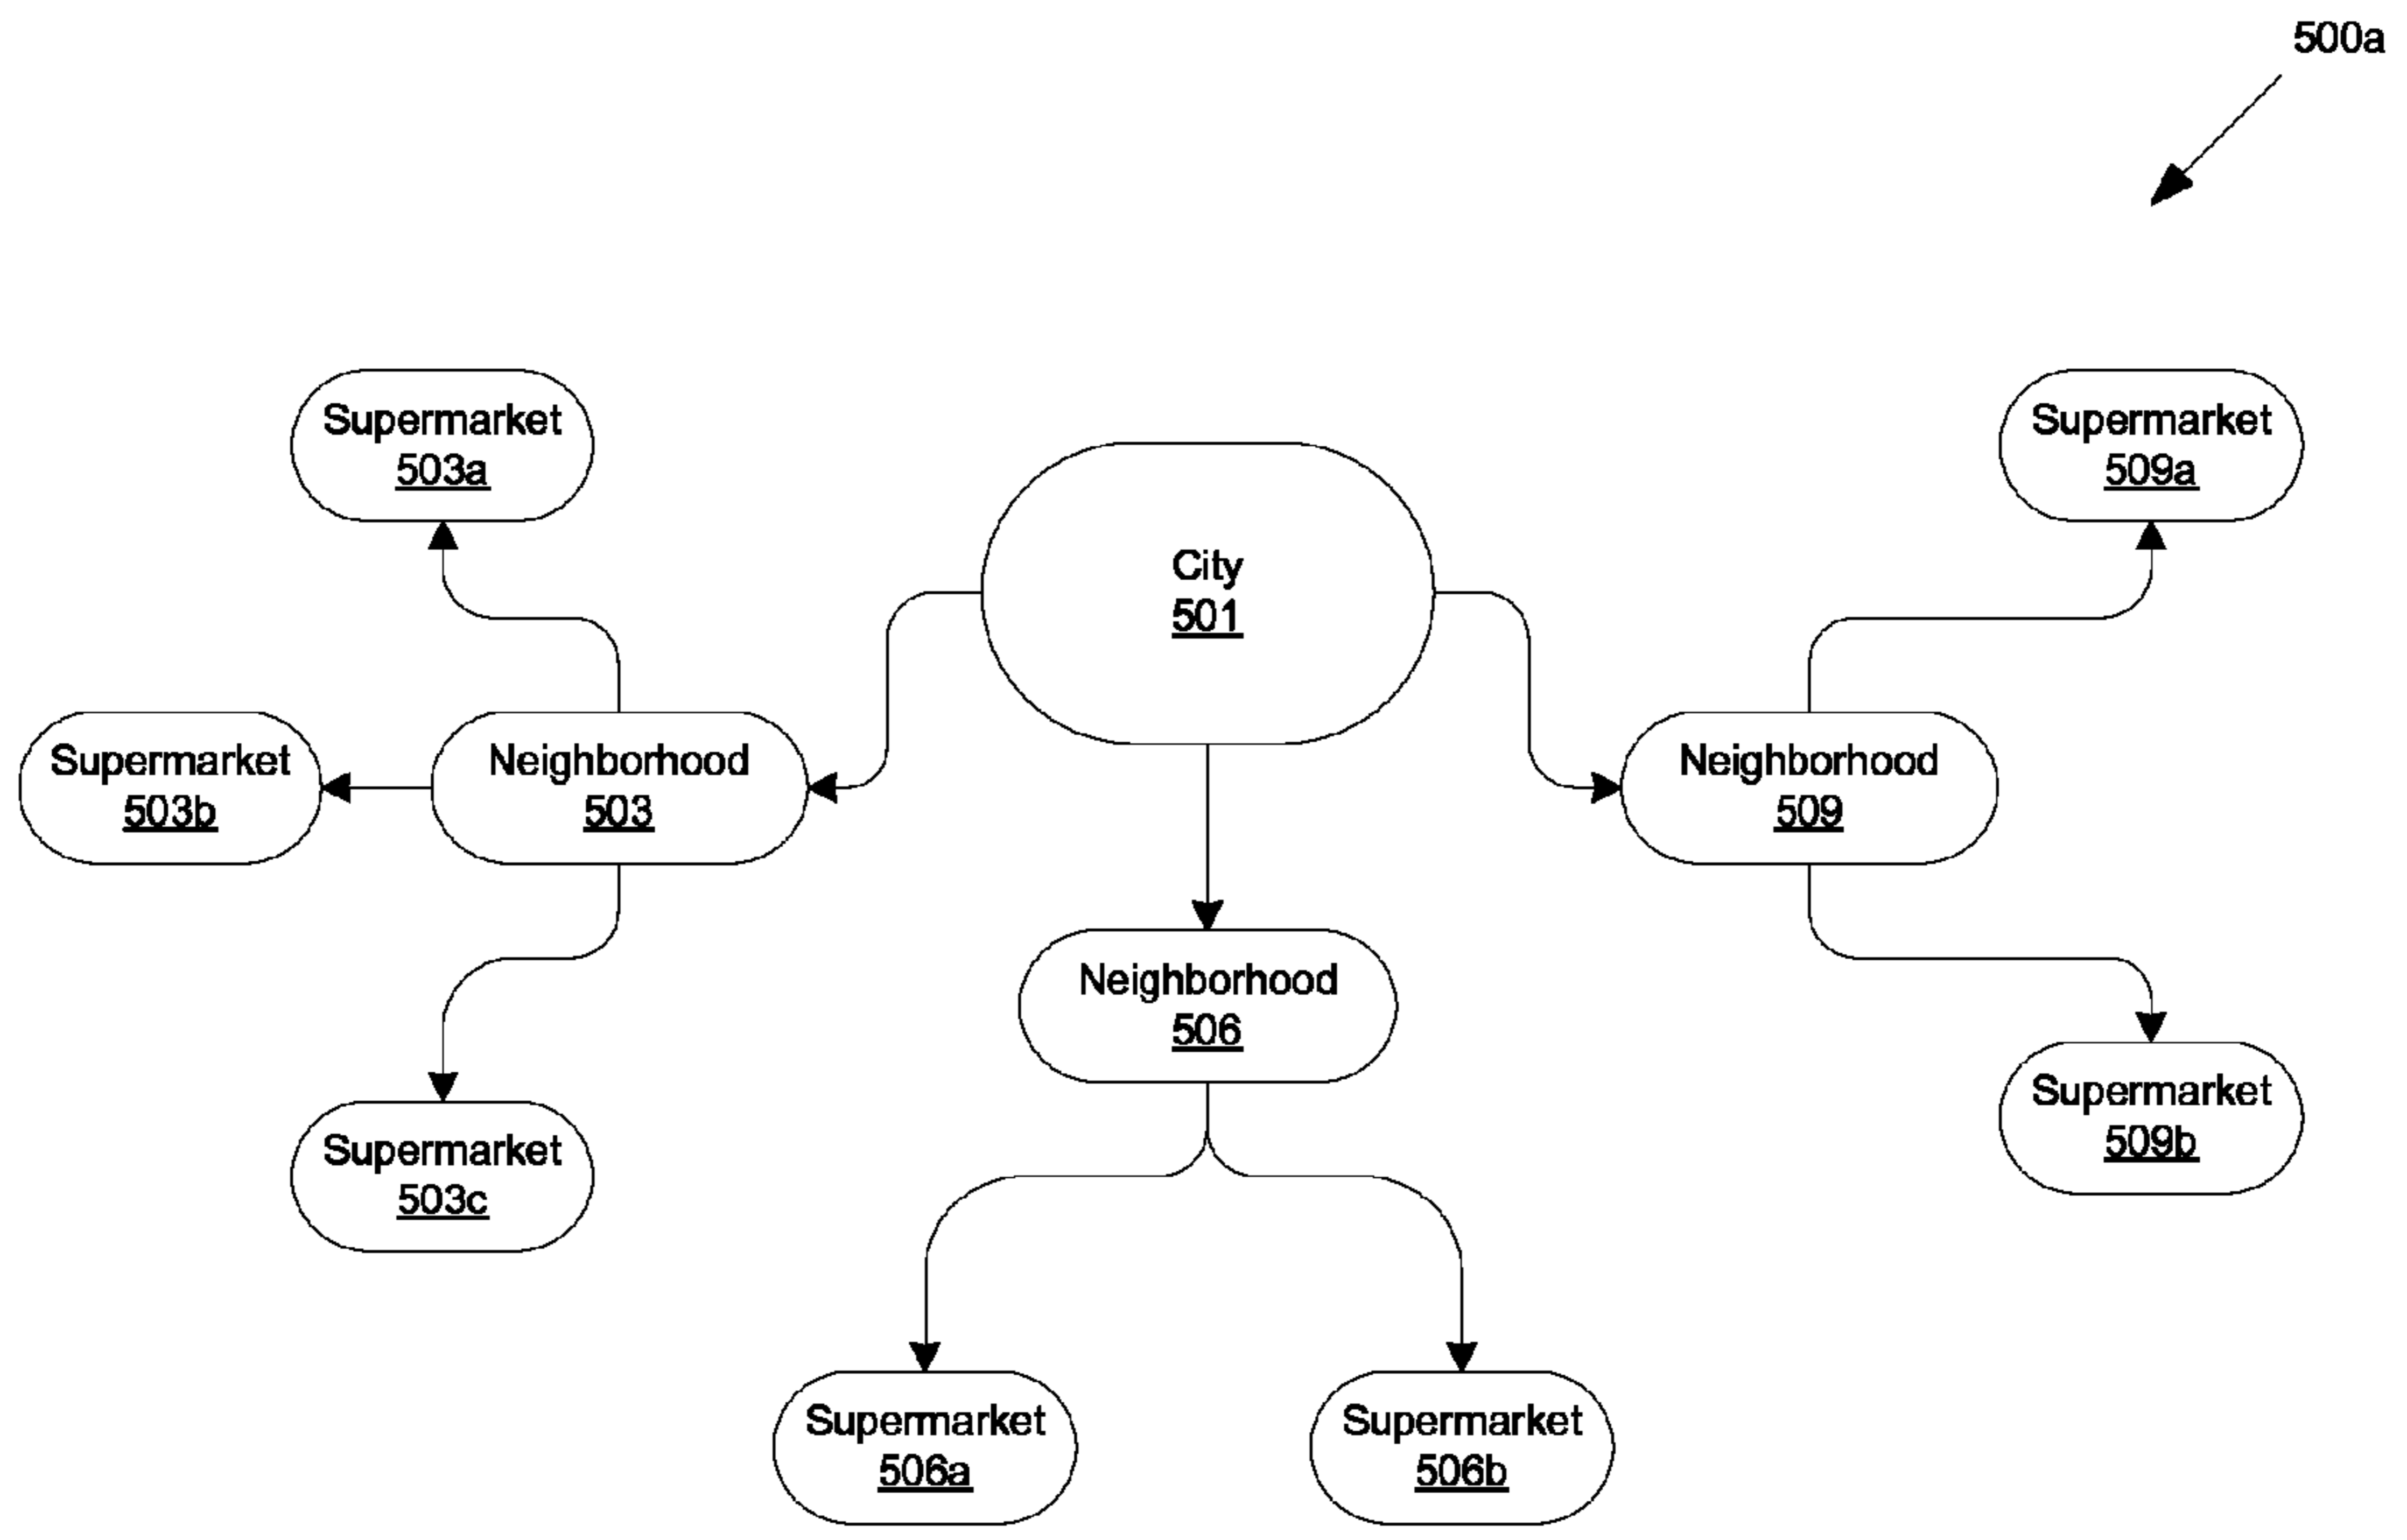 500a
Supermarket
503a
Supermarket
509a
City
501
Supermarket
503b
Neighborhood
503
Neighborhood
509
Neighborhood
506
Supermarket
509b
Supermarket
503c
Supermarket
506a
Supermarket
506b